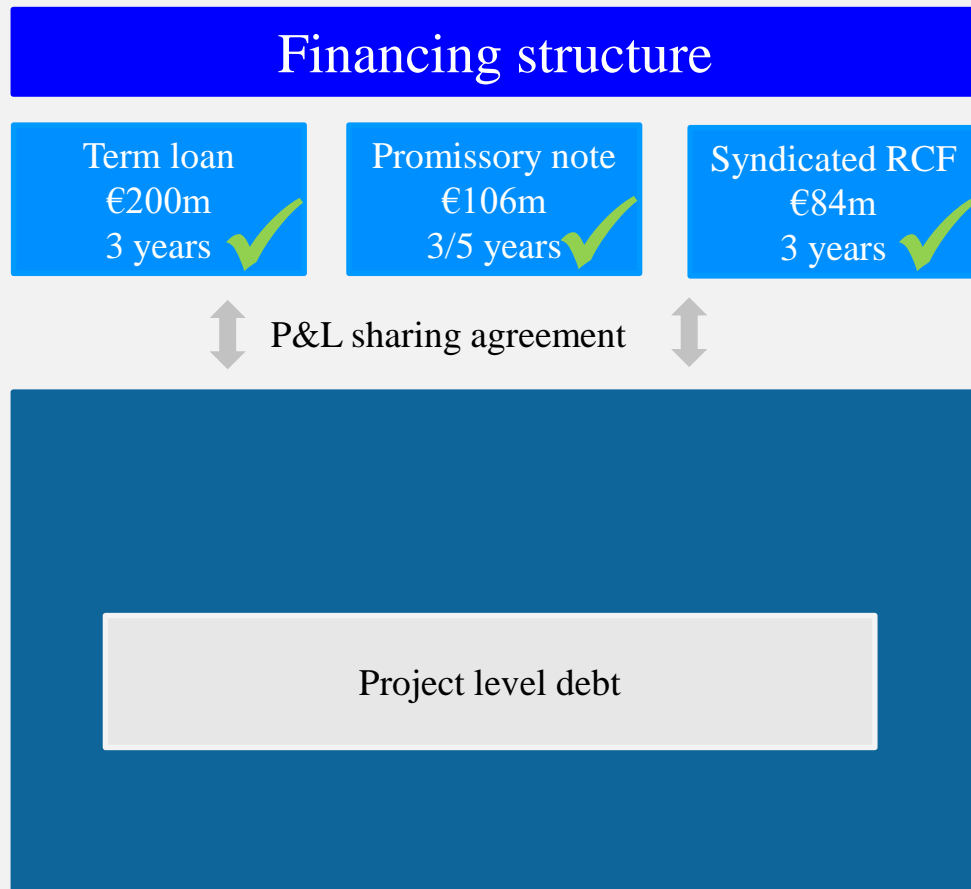 Financing structure
Term loan
€200m
3 years
Promissory note
€106m
3/5 years
Syndicated RCF
€84m
3 years
P&L sharing agreement
Project level debt